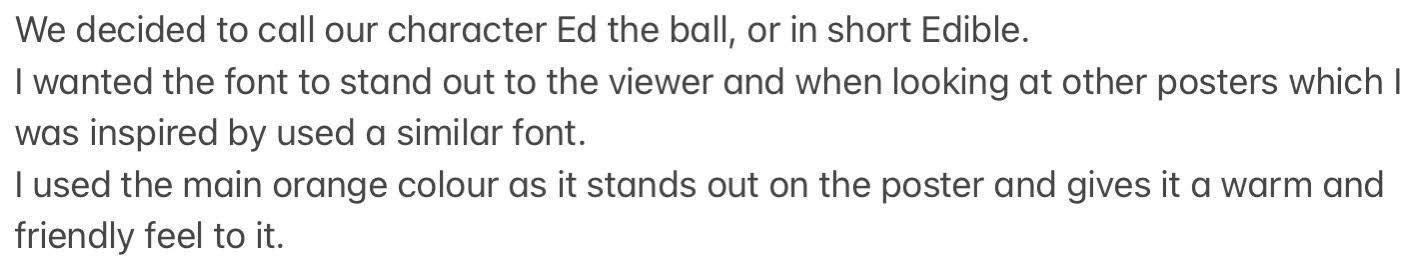 We decided to call our character Ed the ball, or in short Edible.
I wanted the font to stand out to the viewer and when looking at other posters which I
was inspired by used a similar font.
I used the main orange colour as it stands out on the poster and gives it a warm and
friendly feel to it.